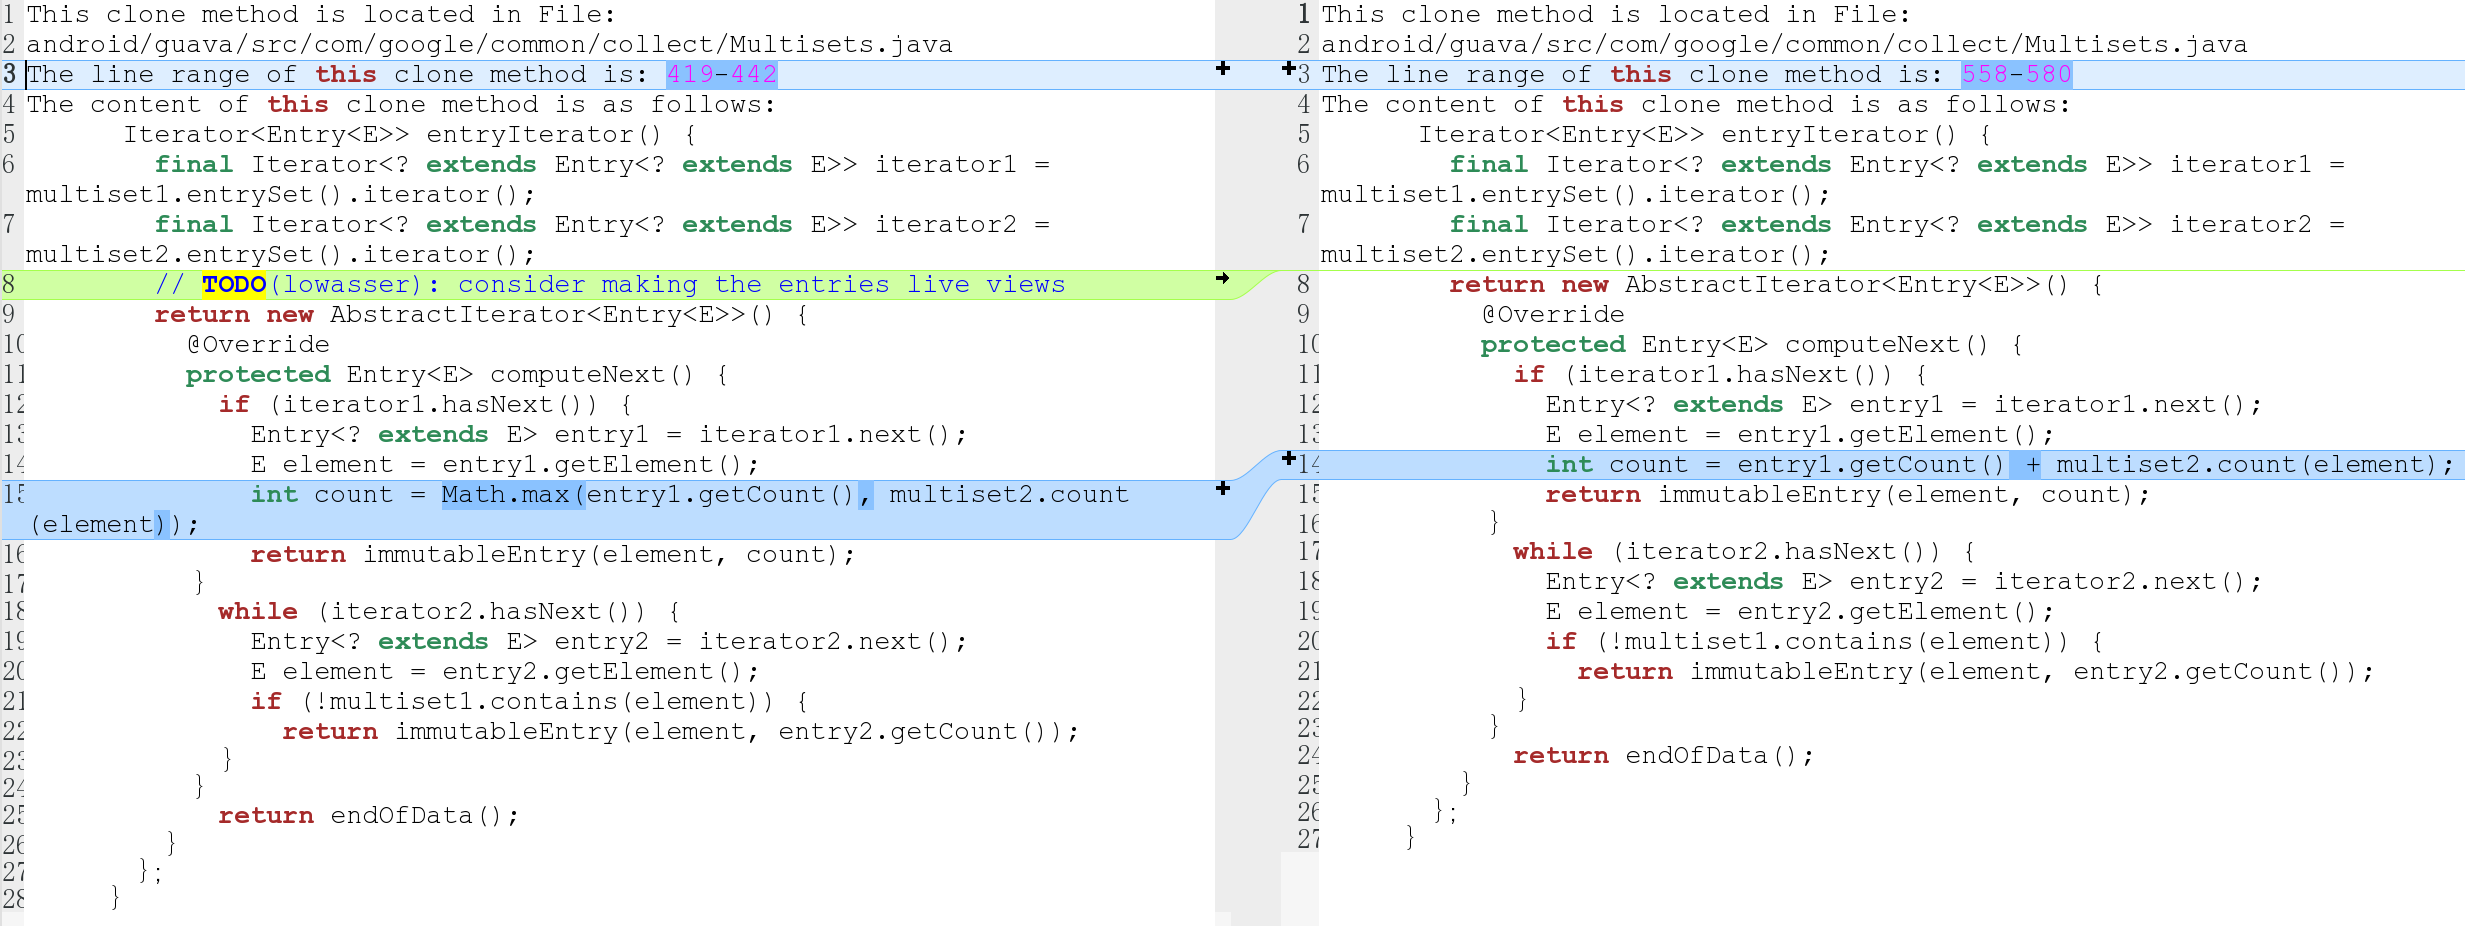 1 This clone method is located in File:
2 android/guava/src/com/google/common/collect/Multisets.java
3 The line range of this clone method is: 419-442
4 The content of this clone method is as follows:
5 Iterator<Entry<E>> entryIterator() {
6 final Iterator<? extends Entry<? extends E>> iterator1 =
multiset1.entrySet().iterator();
7 final Iterator<? extends Entry<? extends E>> iterator2 =
multiset2.entrySet().iterator();
8 // TODO(lowasser): consider making the entries live views
9 return new AbstractIterator<Entry<E>>() {
10 @Override
11 protected Entry<E> computeNext() {
12 if (iterator1.hasNext()) {
13 Entry<? extends E> entry1 = iterator1.next();
14 E element = entry1.getElement();
15 int count = Math.max(entry1.getCount(), multiset2.count
(element));
16 return immutableEntry(element, count);
17 }
18 while (iterator2.hasNext()) {
19 Entry<? extends E> entry2 = iterator2.next();
20 E element = entry2.getElement();
21 if (!multiset1.contains(element)) {
22 return immutableEntry(element, entry2.getCount());
23 }
24 }
25 return endOfData();
26 }
27 };
28 }
1 This clone method is located in File:
2 android/guava/src/com/google/common/collect/Multisets.java
3 The line range of this clone method is: 558-580
4 The content of this clone method is as follows:
5 Iterator<Entry<E>> entryIterator() {
6 final Iterator<? extends Entry<? extends E>> iterator1 =
multiset1.entrySet().iterator();
7 final Iterator<? extends Entry<? extends E>> iterator2 =
multiset2.entrySet().iterator();
8 return new AbstractIterator<Entry<E>>() {
9 @Override
10 protected Entry<E> computeNext() {
11 if (iterator1.hasNext()) {
12 Entry<? extends E> entry1 = iterator1.next();
13 E element = entry1.getElement();
14 int count = entry1.getCount() + multiset2.count(element);
15 return immutableEntry(element, count);
16 }
17 while (iterator2.hasNext()) {
18 Entry<? extends E> entry2 = iterator2.next();
19 E element = entry2.getElement();
20 if (!multiset1.contains(element)) {
21 return immutableEntry(element, entry2.getCount());
22 }
23 }
24 return endOfData();
25 }
26 };
27 }